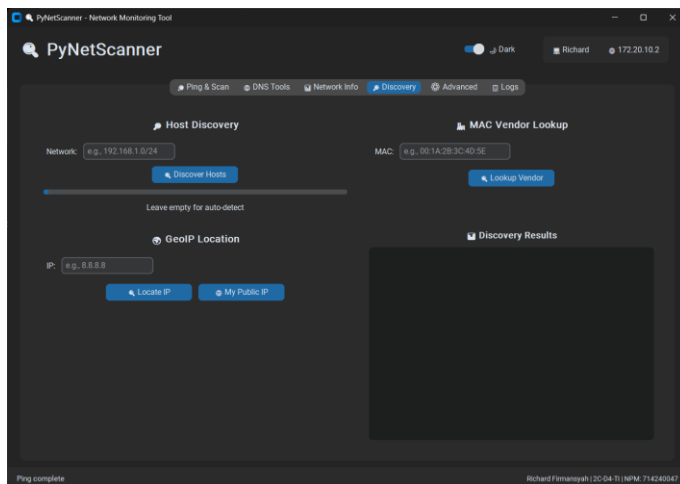 PyNetScanner - Network Monitoring Tool
PyNetScanner
Dark
Richard
172.20.10.2
Ping & Scan
DNS Tools
Network Info
Discovery
Advanced
Logs
Host Discovery
Network:
e.g., 192.168.1.0/24
Discover Hosts
Leave empty for auto-detect
MAC Vendor Lookup
MAC:
e.g., 00:1A:2B:3C:4D:5E
Lookup Vendor
GeoIP Location
IP:
e.g., 8.8.8.8
Locate IP
My Public IP
Discovery Results
Ping complete
Richard Firmansyah | 2C-04-TI | NPM: 714240047